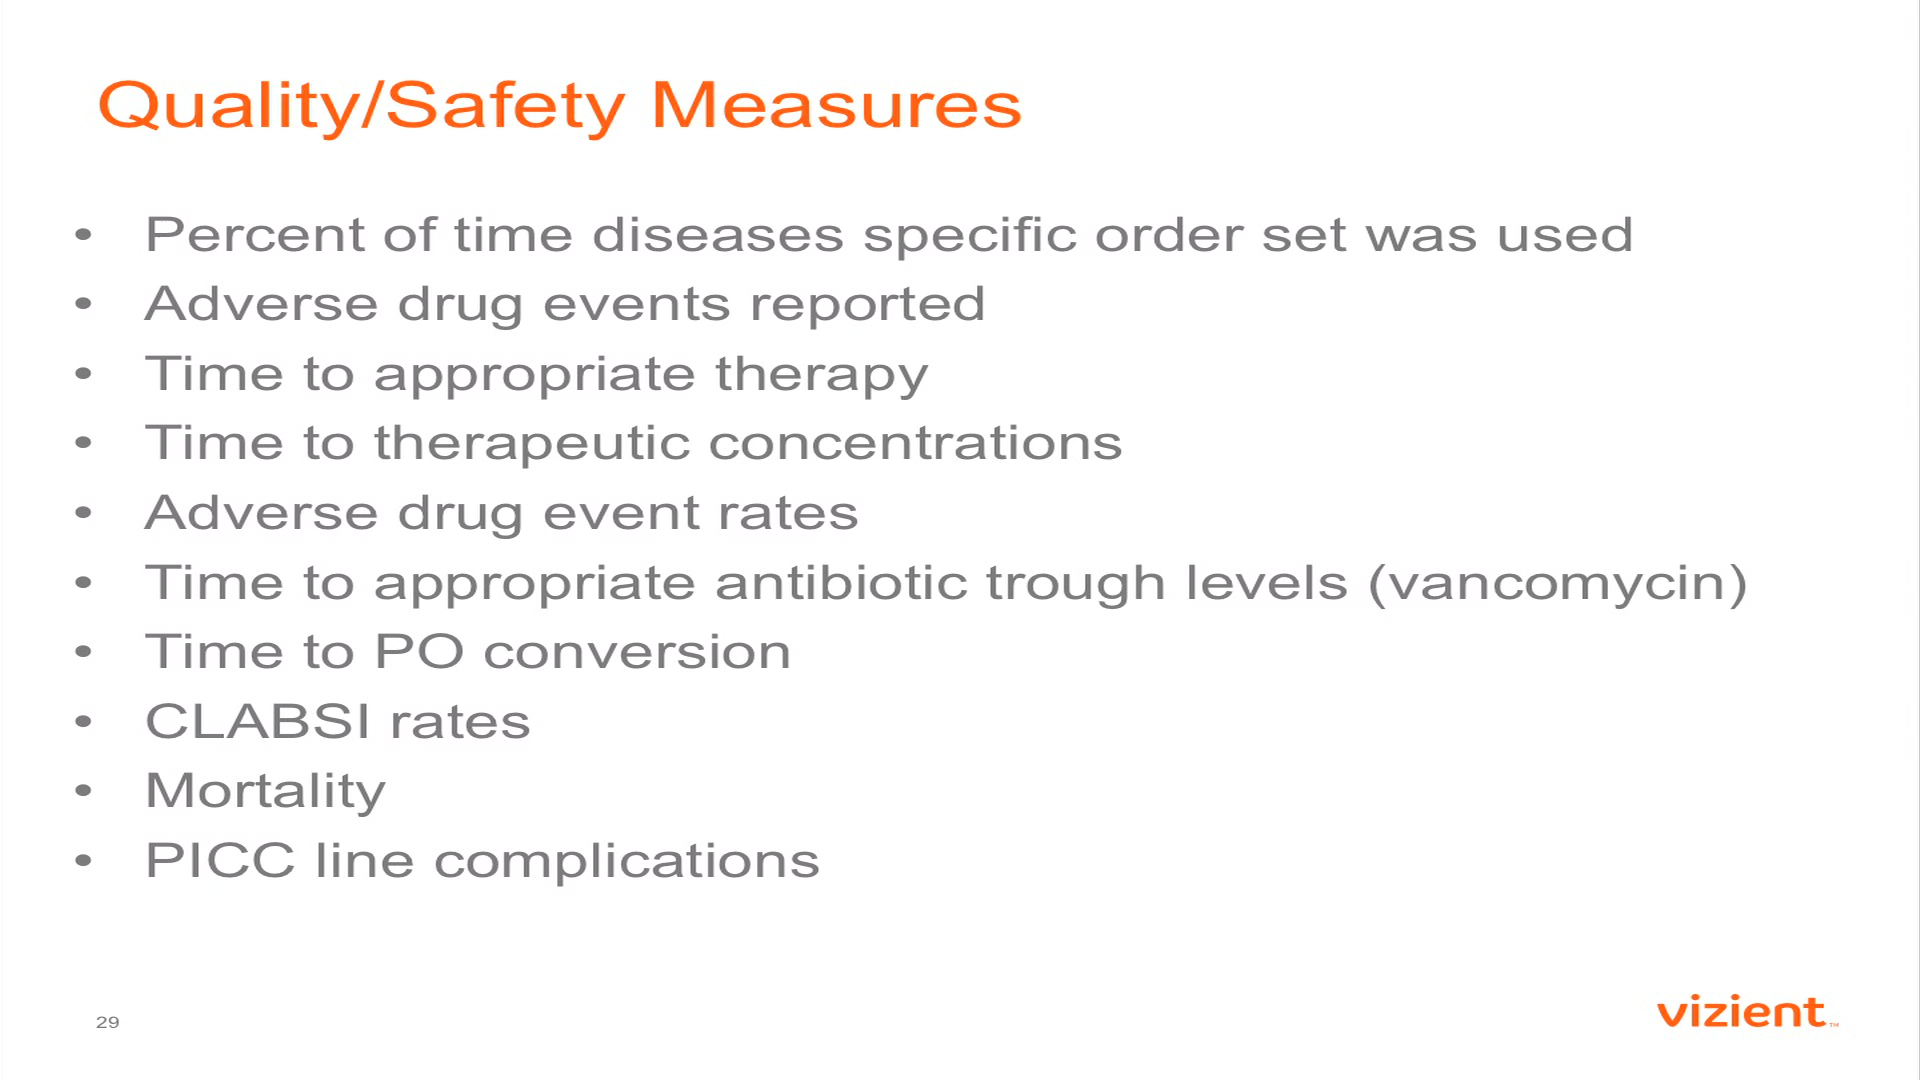 Quality/Safety Measures
• Percent of time diseases specific order set was used
• Adverse drug events reported
• Time to appropriate therapy
• Time to therapeutic concentrations
• Adverse drug event rates
• Time to appropriate antibiotic trough levels (vancomycin)
• Time to PO conversion
• CLABSI rates
• Mortality
• PICC line complications
29
vizient™